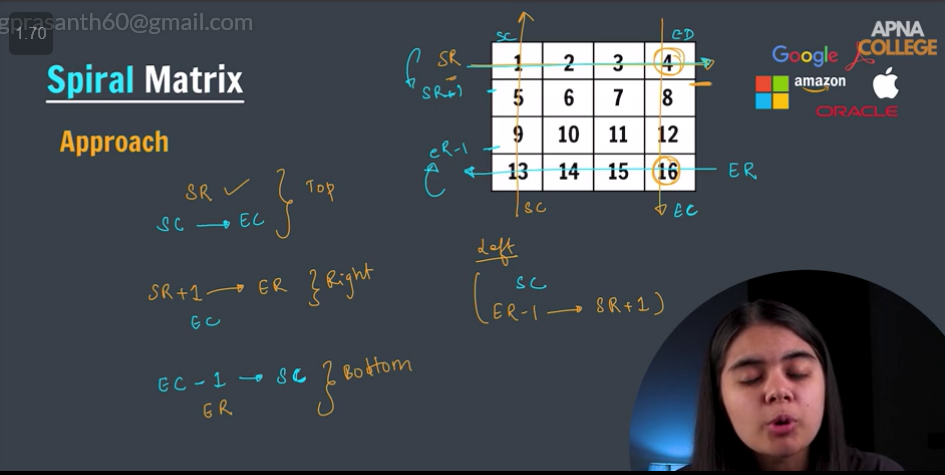 gprasanth60@gmail.com
1.70
Spiral Matrix
Approach
SR
SC → EC
Top
SR+1 → ER
EC
Right
EC - 1 → SC
ER
Bottom
SC
SR
SR+1
eR-1
1 2 3 4
5 6 7 8
9 10 11 12
13 14 15 16
ER
SC
EC
Left
SC
ER-1 → SR+1
APNA
COLLEGE
Google
amazon
ORACLE